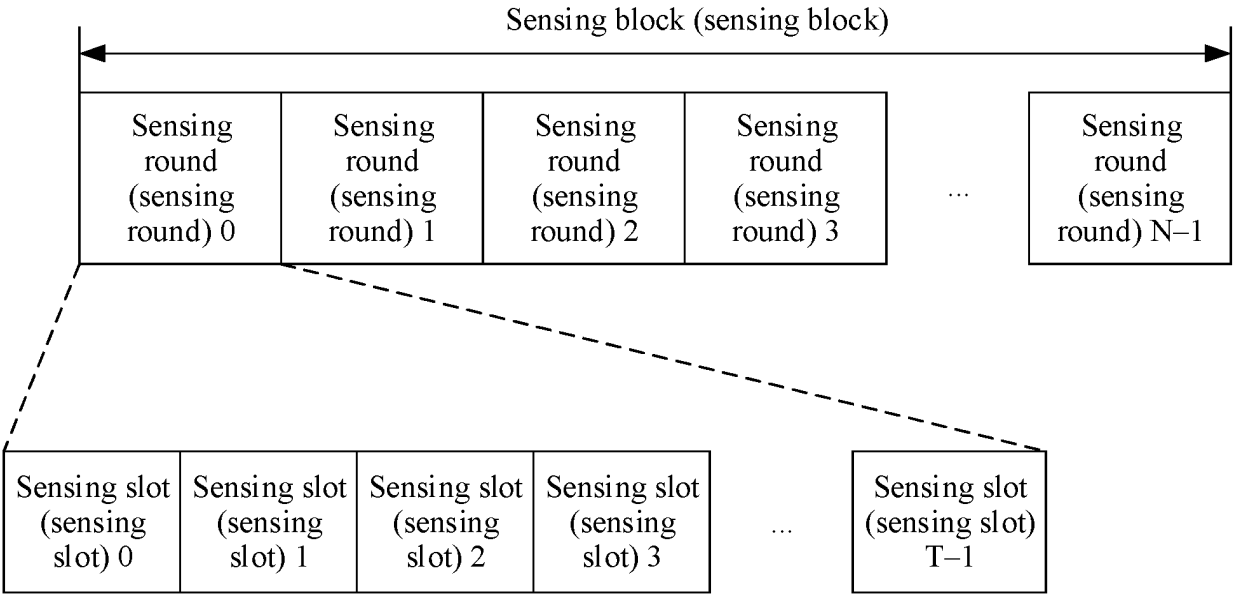 Sensing block (sensing block)
Sensing
round
(sensing
round) 0
Sensing
round
(sensing
round) 1
Sensing
round
(sensing
round) 2
Sensing
round
(sensing
round) 3
...
Sensing
round
(sensing
round) N–1
Sensing slot
(sensing
slot) 0
Sensing slot
(sensing
slot) 1
Sensing slot
(sensing
slot) 2
Sensing slot
(sensing
slot) 3
...
Sensing slot
(sensing slot)
T–1